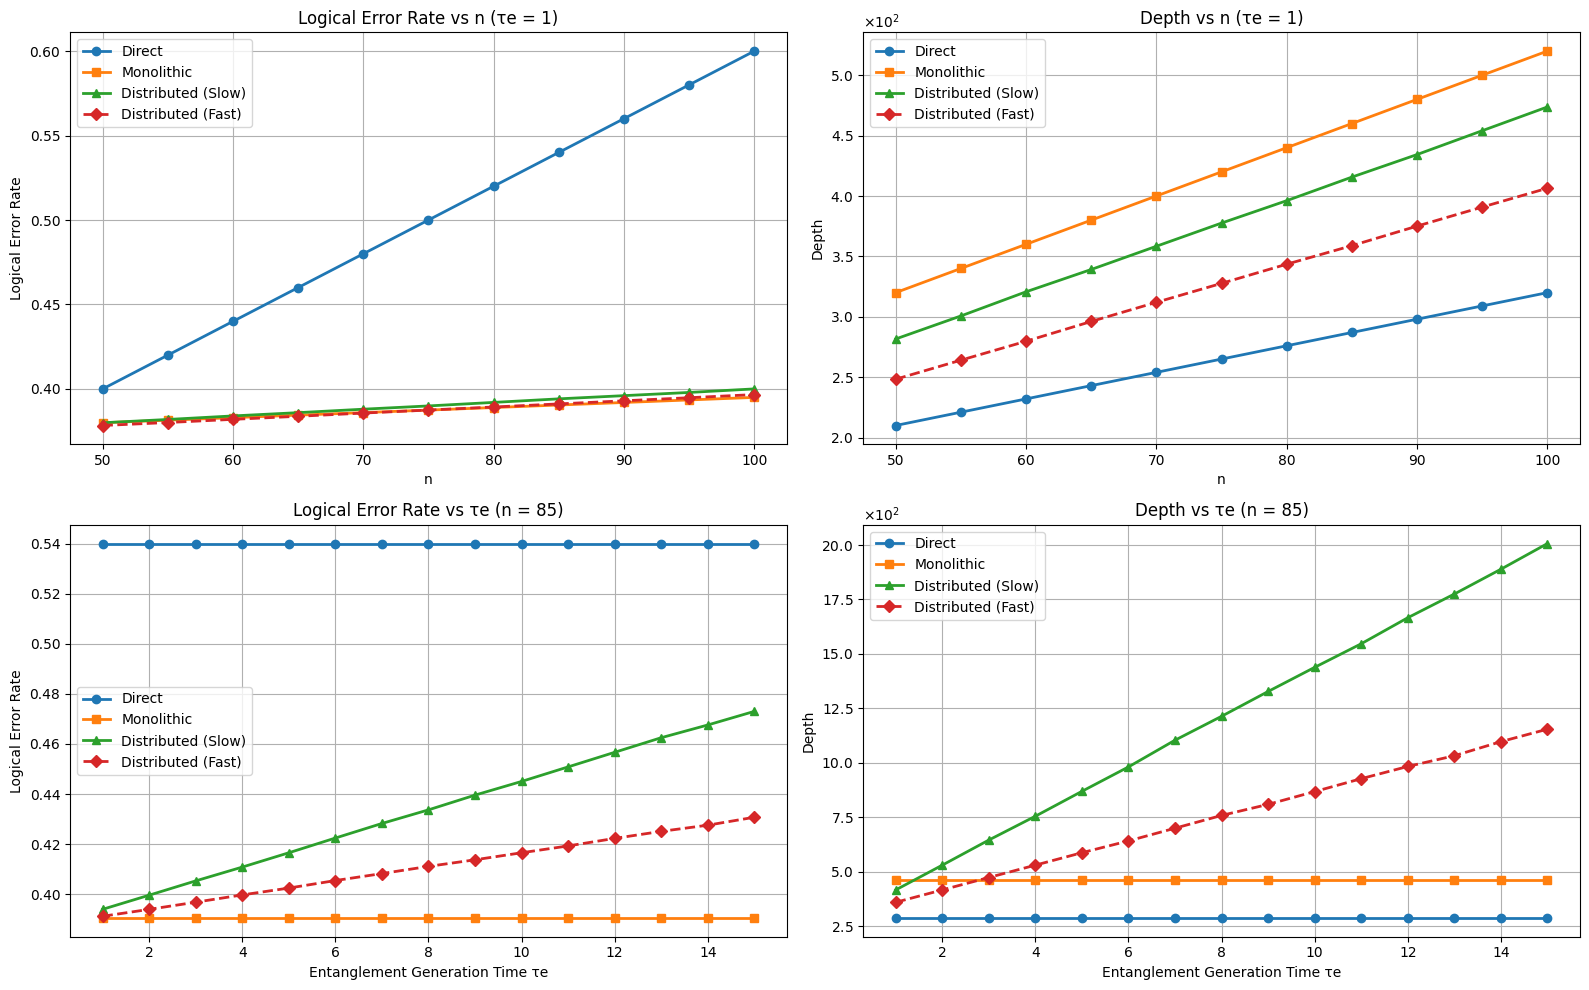 Logical Error Rate vs n (τe = 1)
Logical Error Rate
0.60
0.55
0.50
0.45
0.40
Direct
Monolithic
Distributed (Slow)
Distributed (Fast)
50 60 70 80 90 100
n
Depth vs n (τe = 1)
×10²
Depth
5.0
4.5
4.0
3.5
3.0
2.5
2.0
Direct
Monolithic
Distributed (Slow)
Distributed (Fast)
50 60 70 80 90 100
n
Logical Error Rate vs τe (n = 85)
Logical Error Rate
0.54
0.52
0.50
0.48
0.46
0.44
0.42
0.40
Direct
Monolithic
Distributed (Slow)
Distributed (Fast)
2 4 6 8 10 12 14
Entanglement Generation Time τe
Depth vs τe (n = 85)
×10²
Depth
20.0
17.5
15.0
12.5
10.0
7.5
5.0
2.5
Direct
Monolithic
Distributed (Slow)
Distributed (Fast)
2 4 6 8 10 12 14
Entanglement Generation Time τe